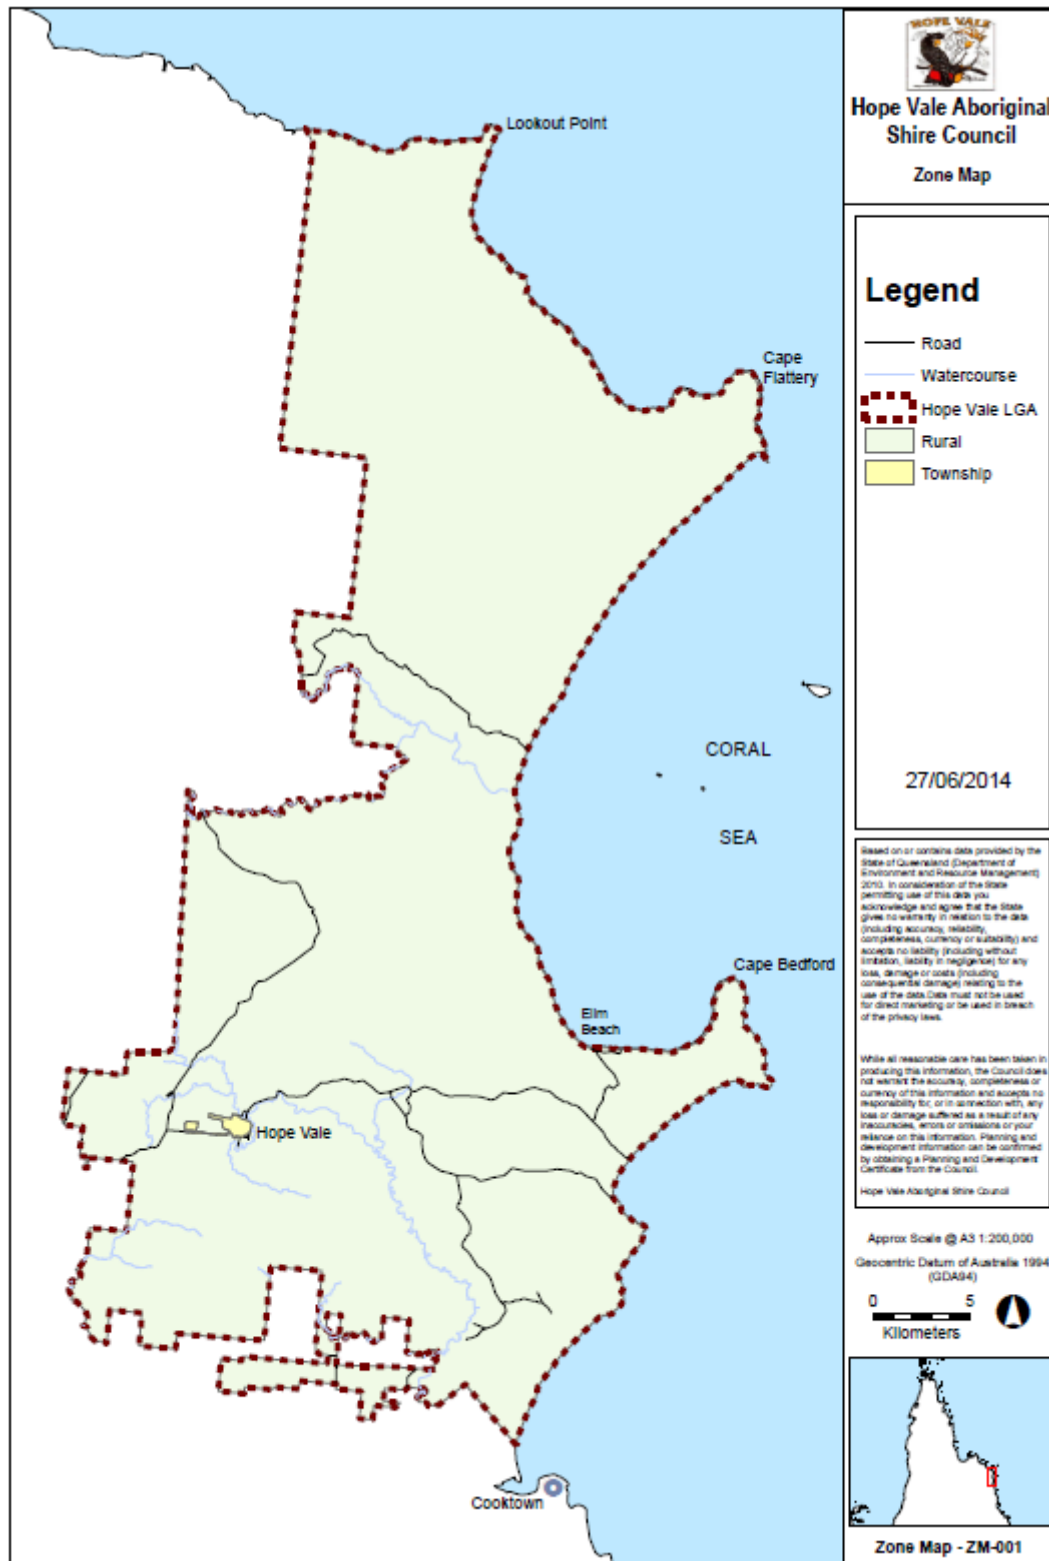 HOPE VALE
Hope Vale Aboriginal
Shire Council
Zone Map
Legend
Road
Watercourse
Hope Vale LGA
Rural
Township
27/06/2014
Based on or contains data provided by the
State of Queensland (Department of
Environment and Resource Management)
2010. In consideration of the State
permitting use of this data you
acknowledge and agree that the State
gives no warranty in relation to the data
(including accuracy, reliability,
completeness, currency or suitability) and
accepts no liability (including without
limitation, liability in negligence) for any
loss, damage or costs (including
consequential damage) relating to the
use of the data.Data must not be used
for direct marketing or be used in breach
of the privacy laws.
While all reasonable care has been taken in
producing this information, the Council does
not warrant the accuracy, completeness or
currency of this information and accepts no
responsibility for, or in connection with, any
loss or damage suffered as a result of any
inaccuracies, errors or omissions or your
reliance on this information. Planning and
development information can be confirmed
by obtaining a Planning and Development
Certificate from the Council.
Hope Vale Aboriginal Shire Council
Approx Scale @ A3 1:200,000
Geocentric Datum of Australia 1994
(GDA94)
0 5
Kilometers
Zone Map - ZM-001
Lookout Point
Cape
Flattery
CORAL
SEA
Cape Bedford
Elim
Beach
Hope Vale
Cooktown